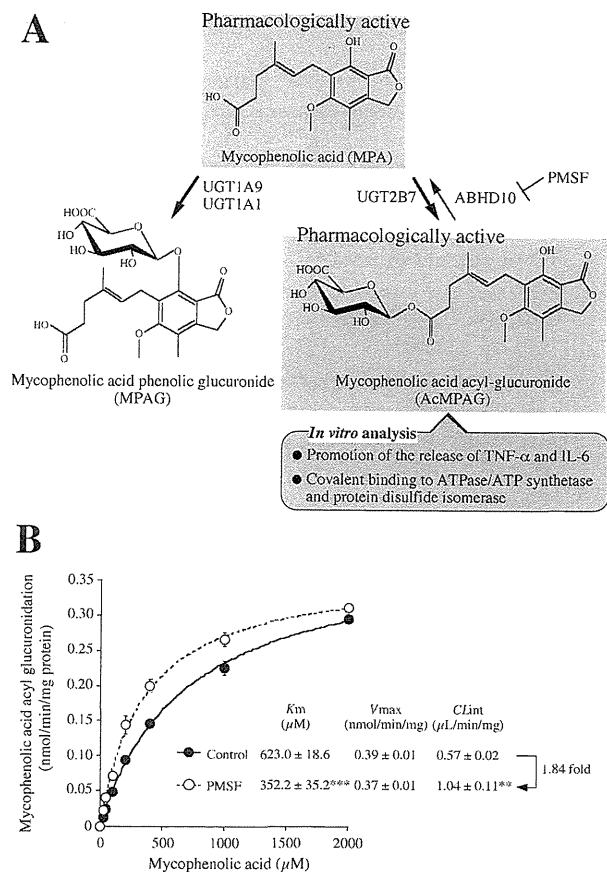 A
Pharmacologically active
OH
O
O
HO
O
O
Mycophenolic acid (MPA)
UGT1A9
UGT1A1
UGT2B7
ABHD10
PMSF
HOOC
O
HO
HO
HO
O
O
O
HO
O
O
Mycophenolic acid phenolic glucuronide
(MPAG)
Pharmacologically active
OH
O
O
HOOC
O
HO
HO
HO
O
O
O
Mycophenolic acid acyl-glucuronide
(AcMPAG)
In vitro analysis
● Promotion of the release of TNF-α and IL-6
● Covalent binding to ATPase/ATP synthetase
and protein disulfide isomerase
B
Mycophenolic acid acyl glucuronidation
(nmol/min/mg protein)
0.35
0.30
0.25
0.20
0.15
0.10
0.05
0
0 500 1000 1500 2000
Mycophenolic acid (µM)
Km Vmax CLint
(µM) (nmol/min/mg) (µL/min/mg)
Control 623.0 ± 18.6 0.39 ± 0.01 0.57 ± 0.02
PMSF 352.2 ± 35.2*** 0.37 ± 0.01 1.04 ± 0.11**
1.84 fold